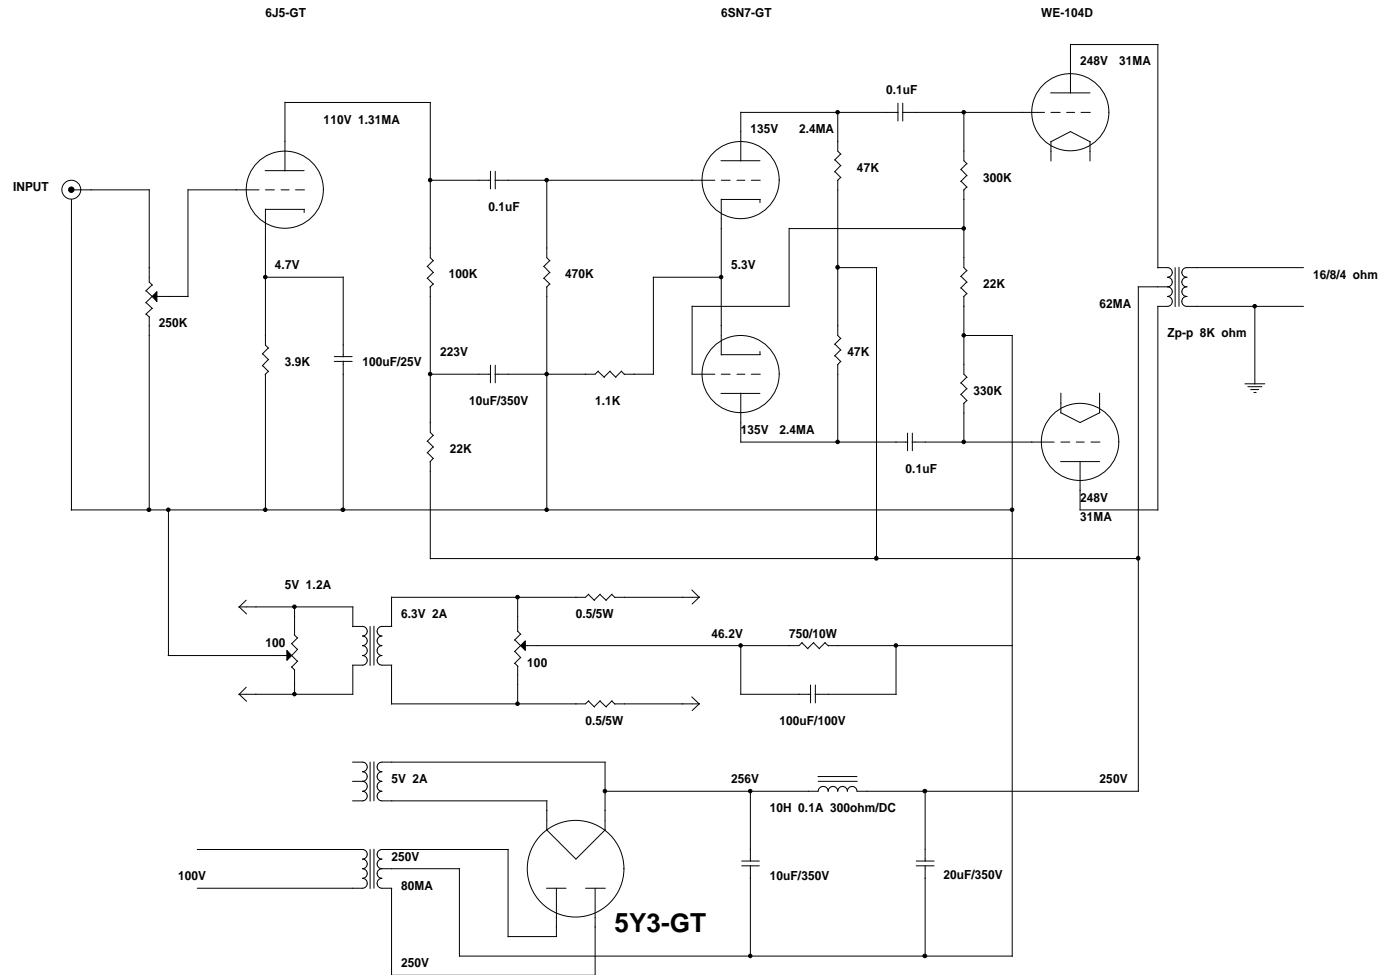 6J5-GT
6SN7-GT
WE-104D
248V 31MA
0.1uF
110V 1.31MA
135V
2.4MA
47K
300K
INPUT
0.1uF
4.7V
5.3V
100K
470K
22K
16/8/4 ohm
62MA
250K
Zp-p 8K ohm
223V
3.9K
100uF/25V
47K
330K
10uF/350V
1.1K
135V 2.4MA
22K
0.1uF
248V
31MA
5V 1.2A
6.3V 2A
0.5/5W
46.2V
750/10W
100
100
0.5/5W
100uF/100V
5V 2A
256V
250V
10H 0.1A 300ohm/DC
250V
100V
80MA
10uF/350V
20uF/350V
5Y3-GT
250V